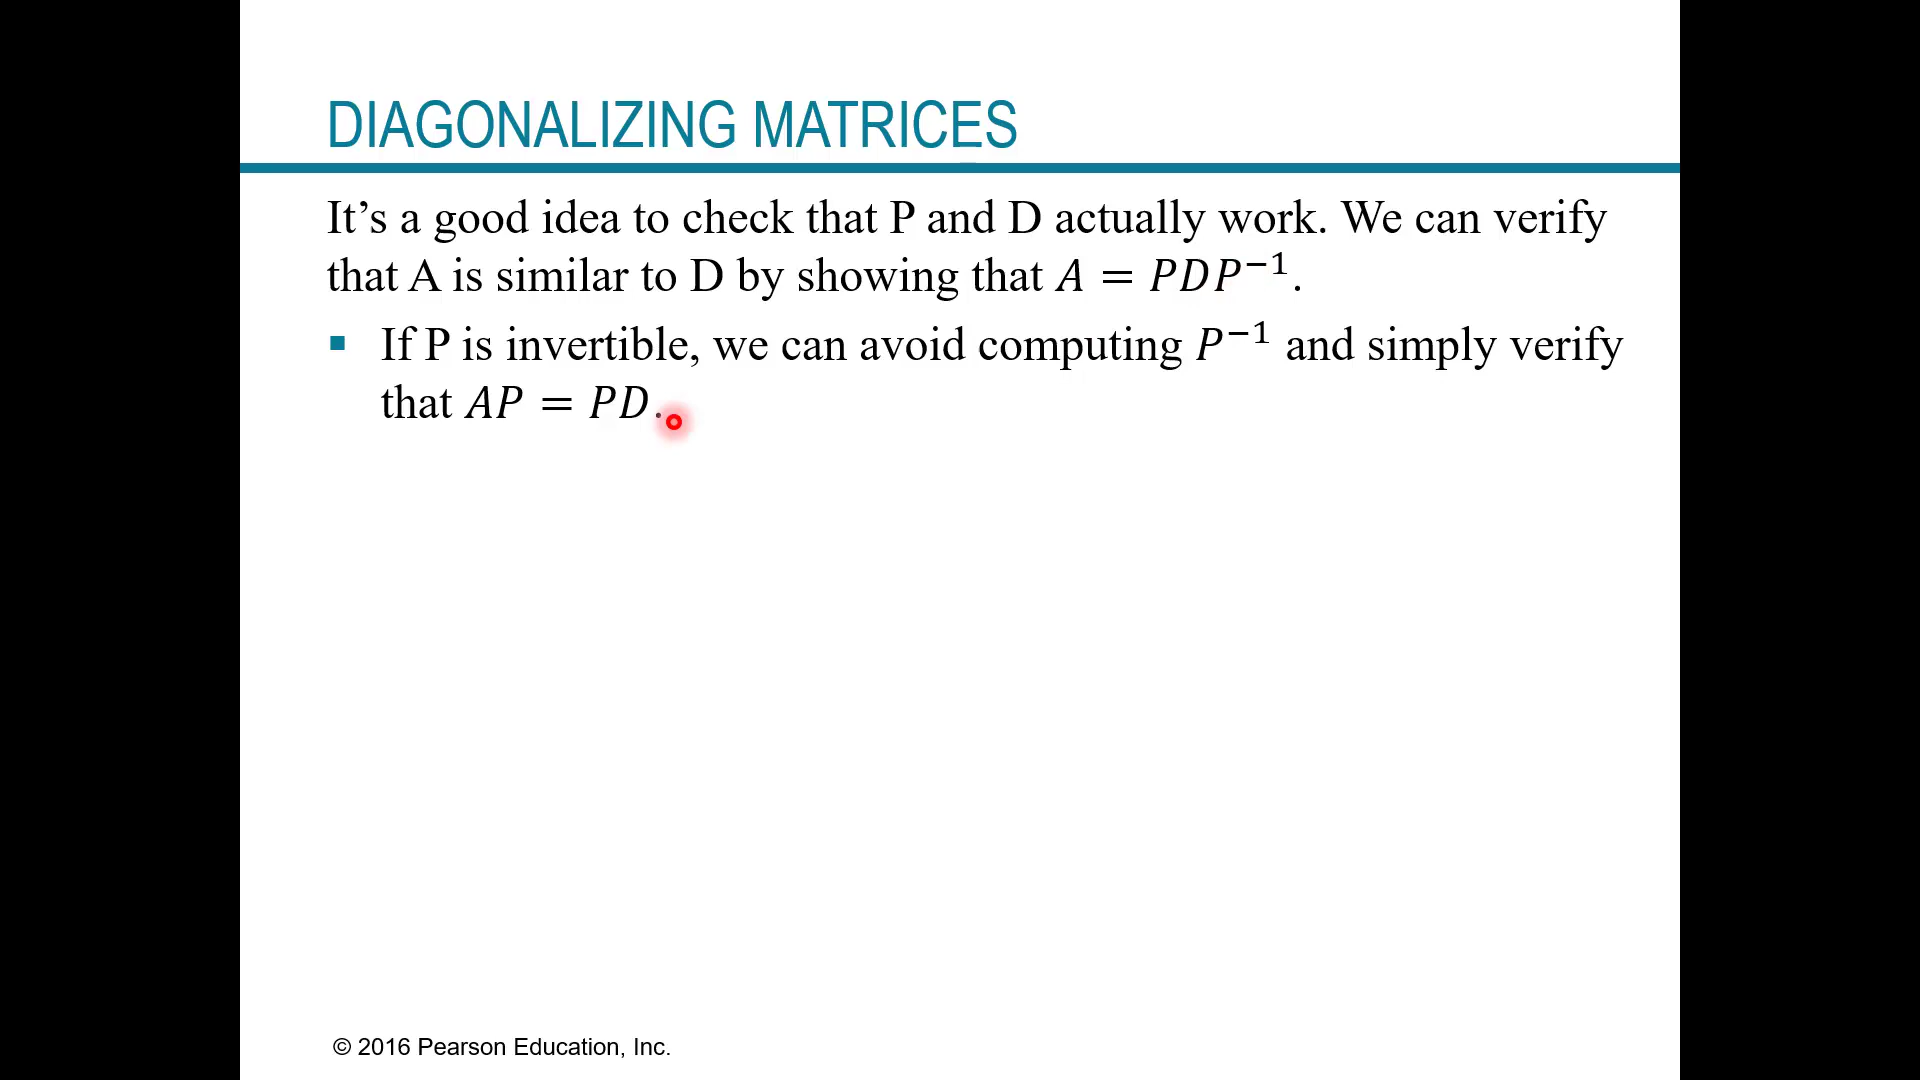 DIAGONALIZING MATRICES
It’s a good idea to check that P and D actually work. We can verify
that A is similar to D by showing that A = PDP⁻¹.
▪ If P is invertible, we can avoid computing P⁻¹ and simply verify
that AP = PD.
© 2016 Pearson Education, Inc.